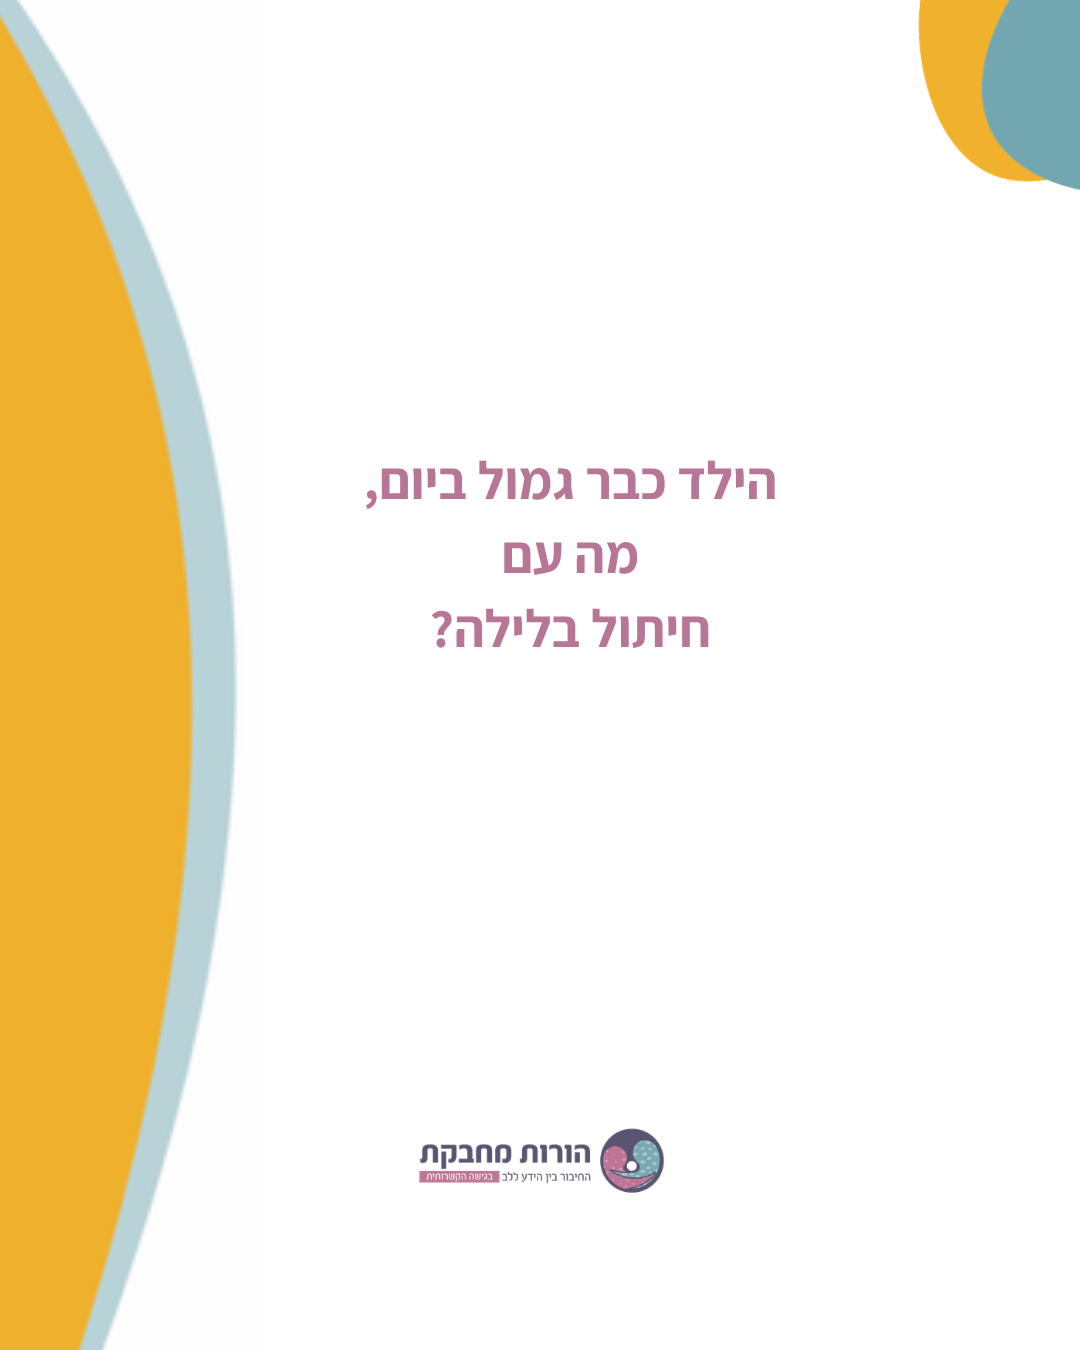 הילד כבר גמול ביום,
מה עם
חיתול בלילה?
הורות מחבקת
החיבור בין הידע ללב בגישה הקשרותית